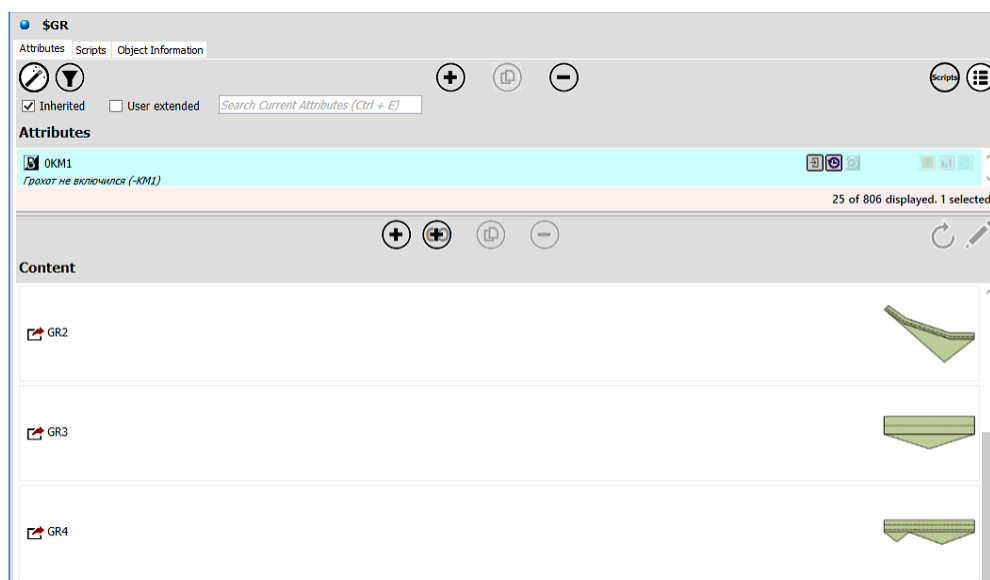 $GR
Attributes Scripts Object Information
Scripts
Inherited User extended Search Current Attributes (Ctrl + E)
Attributes
0KM1
Грохот не включился (-KM1)
25 of 806 displayed. 1 selected
Content
GR2
GR3
GR4